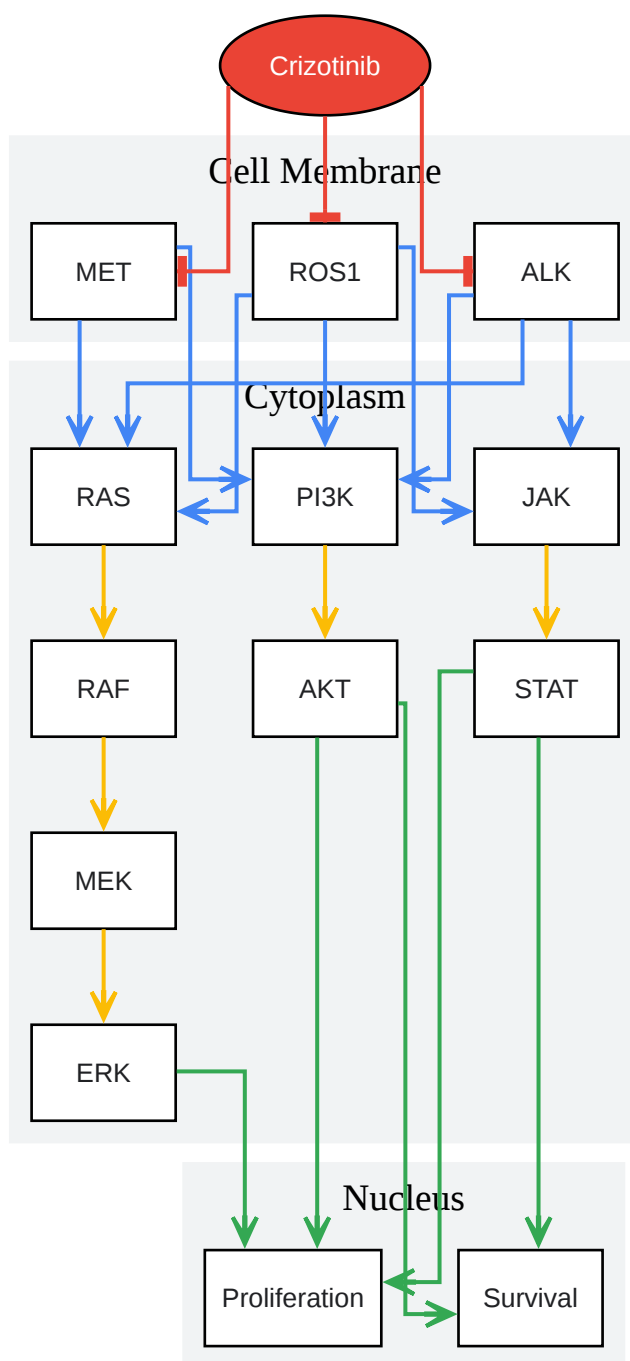 Crizotinib
Cell Membrane
MET
ROS1
ALK
Cytoplasm
RAS
PI3K
JAK
RAF
AKT
STAT
MEK
ERK
Nucleus
Proliferation
Survival